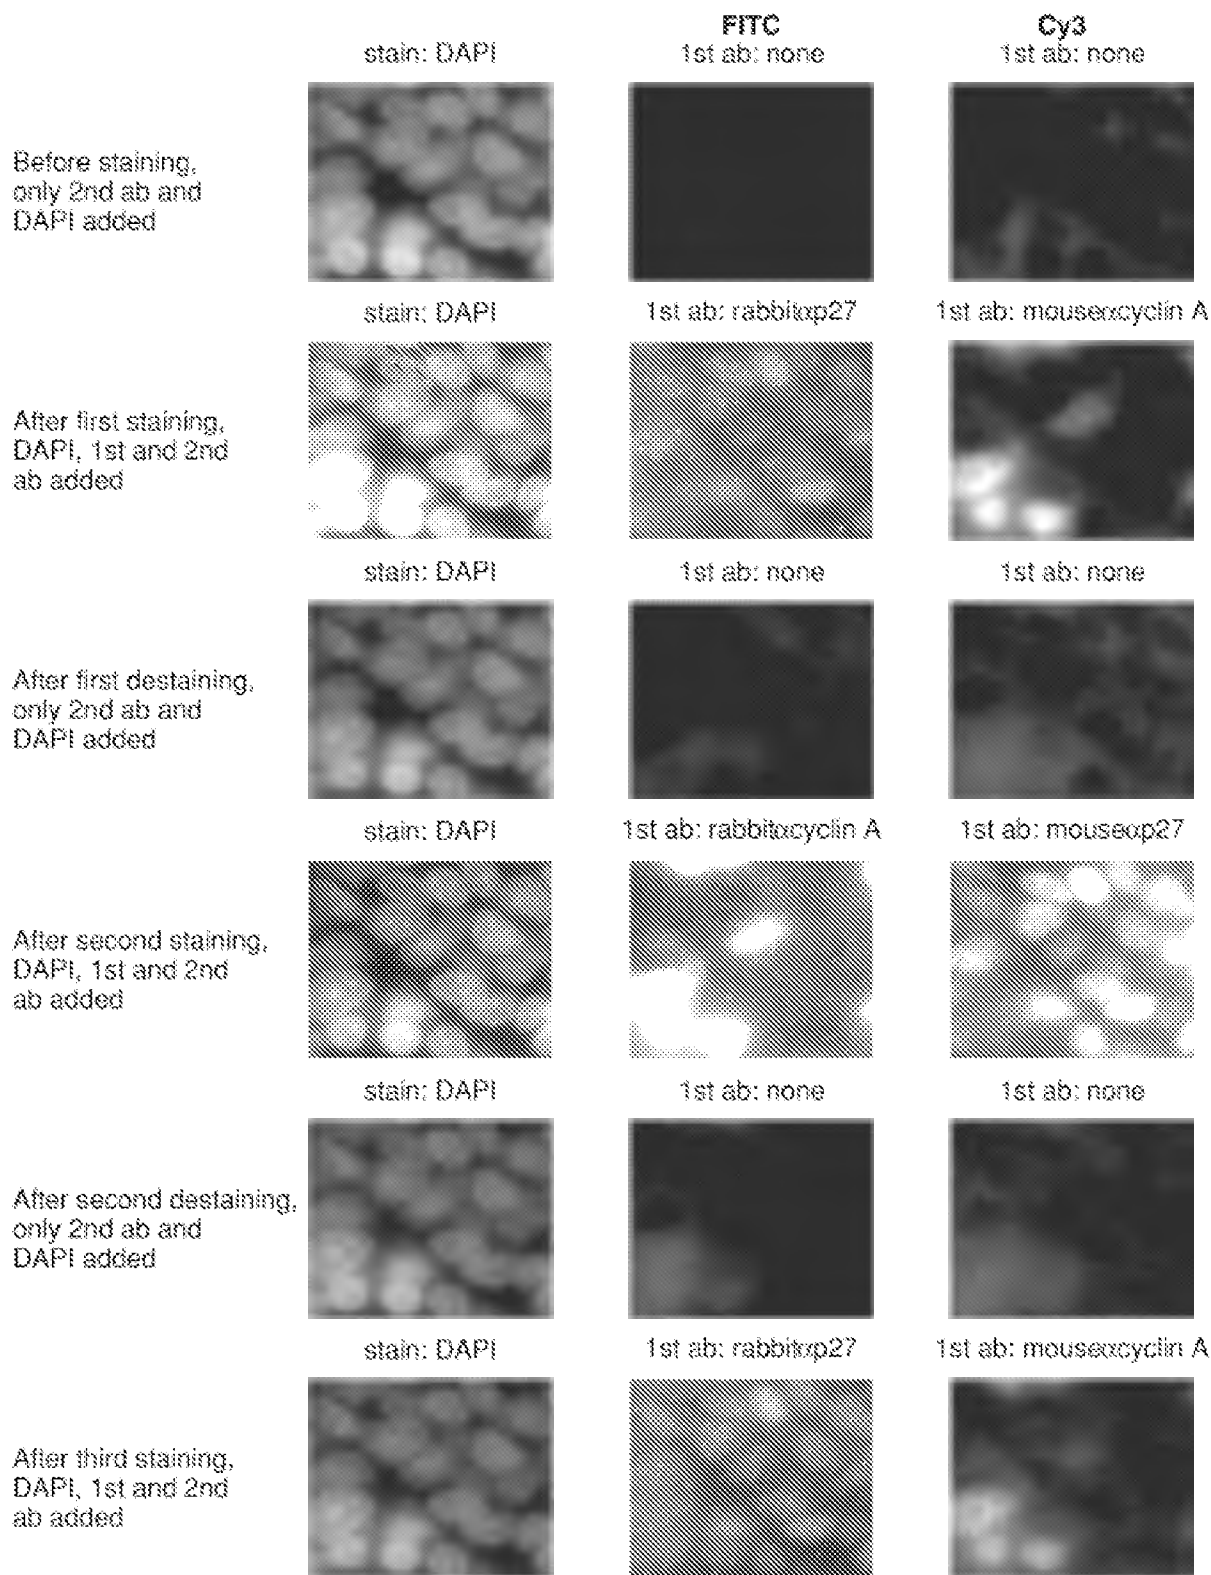 FITC
Cy3
stain: DAPI
1st ab: none
1st ab: none
Before staining,
only 2nd ab and
DAPI added
stain: DAPI
1st ab: rabbitαp27
1st ab: mouseαcyclin A
After first staining,
DAPI, 1st and 2nd
ab added
stain: DAPI
1st ab: none
1st ab: none
After first destaining,
only 2nd ab and
DAPI added
stain: DAPI
1st ab: rabbitαcyclin A
1st ab: mouseαp27
After second staining,
DAPI, 1st and 2nd
ab added
stain: DAPI
1st ab: none
1st ab: none
After second destaining,
only 2nd ab and
DAPI added
stain: DAPI
1st ab: rabbitαp27
1st ab: mouseαcyclin A
After third staining,
DAPI, 1st and 2nd
ab added